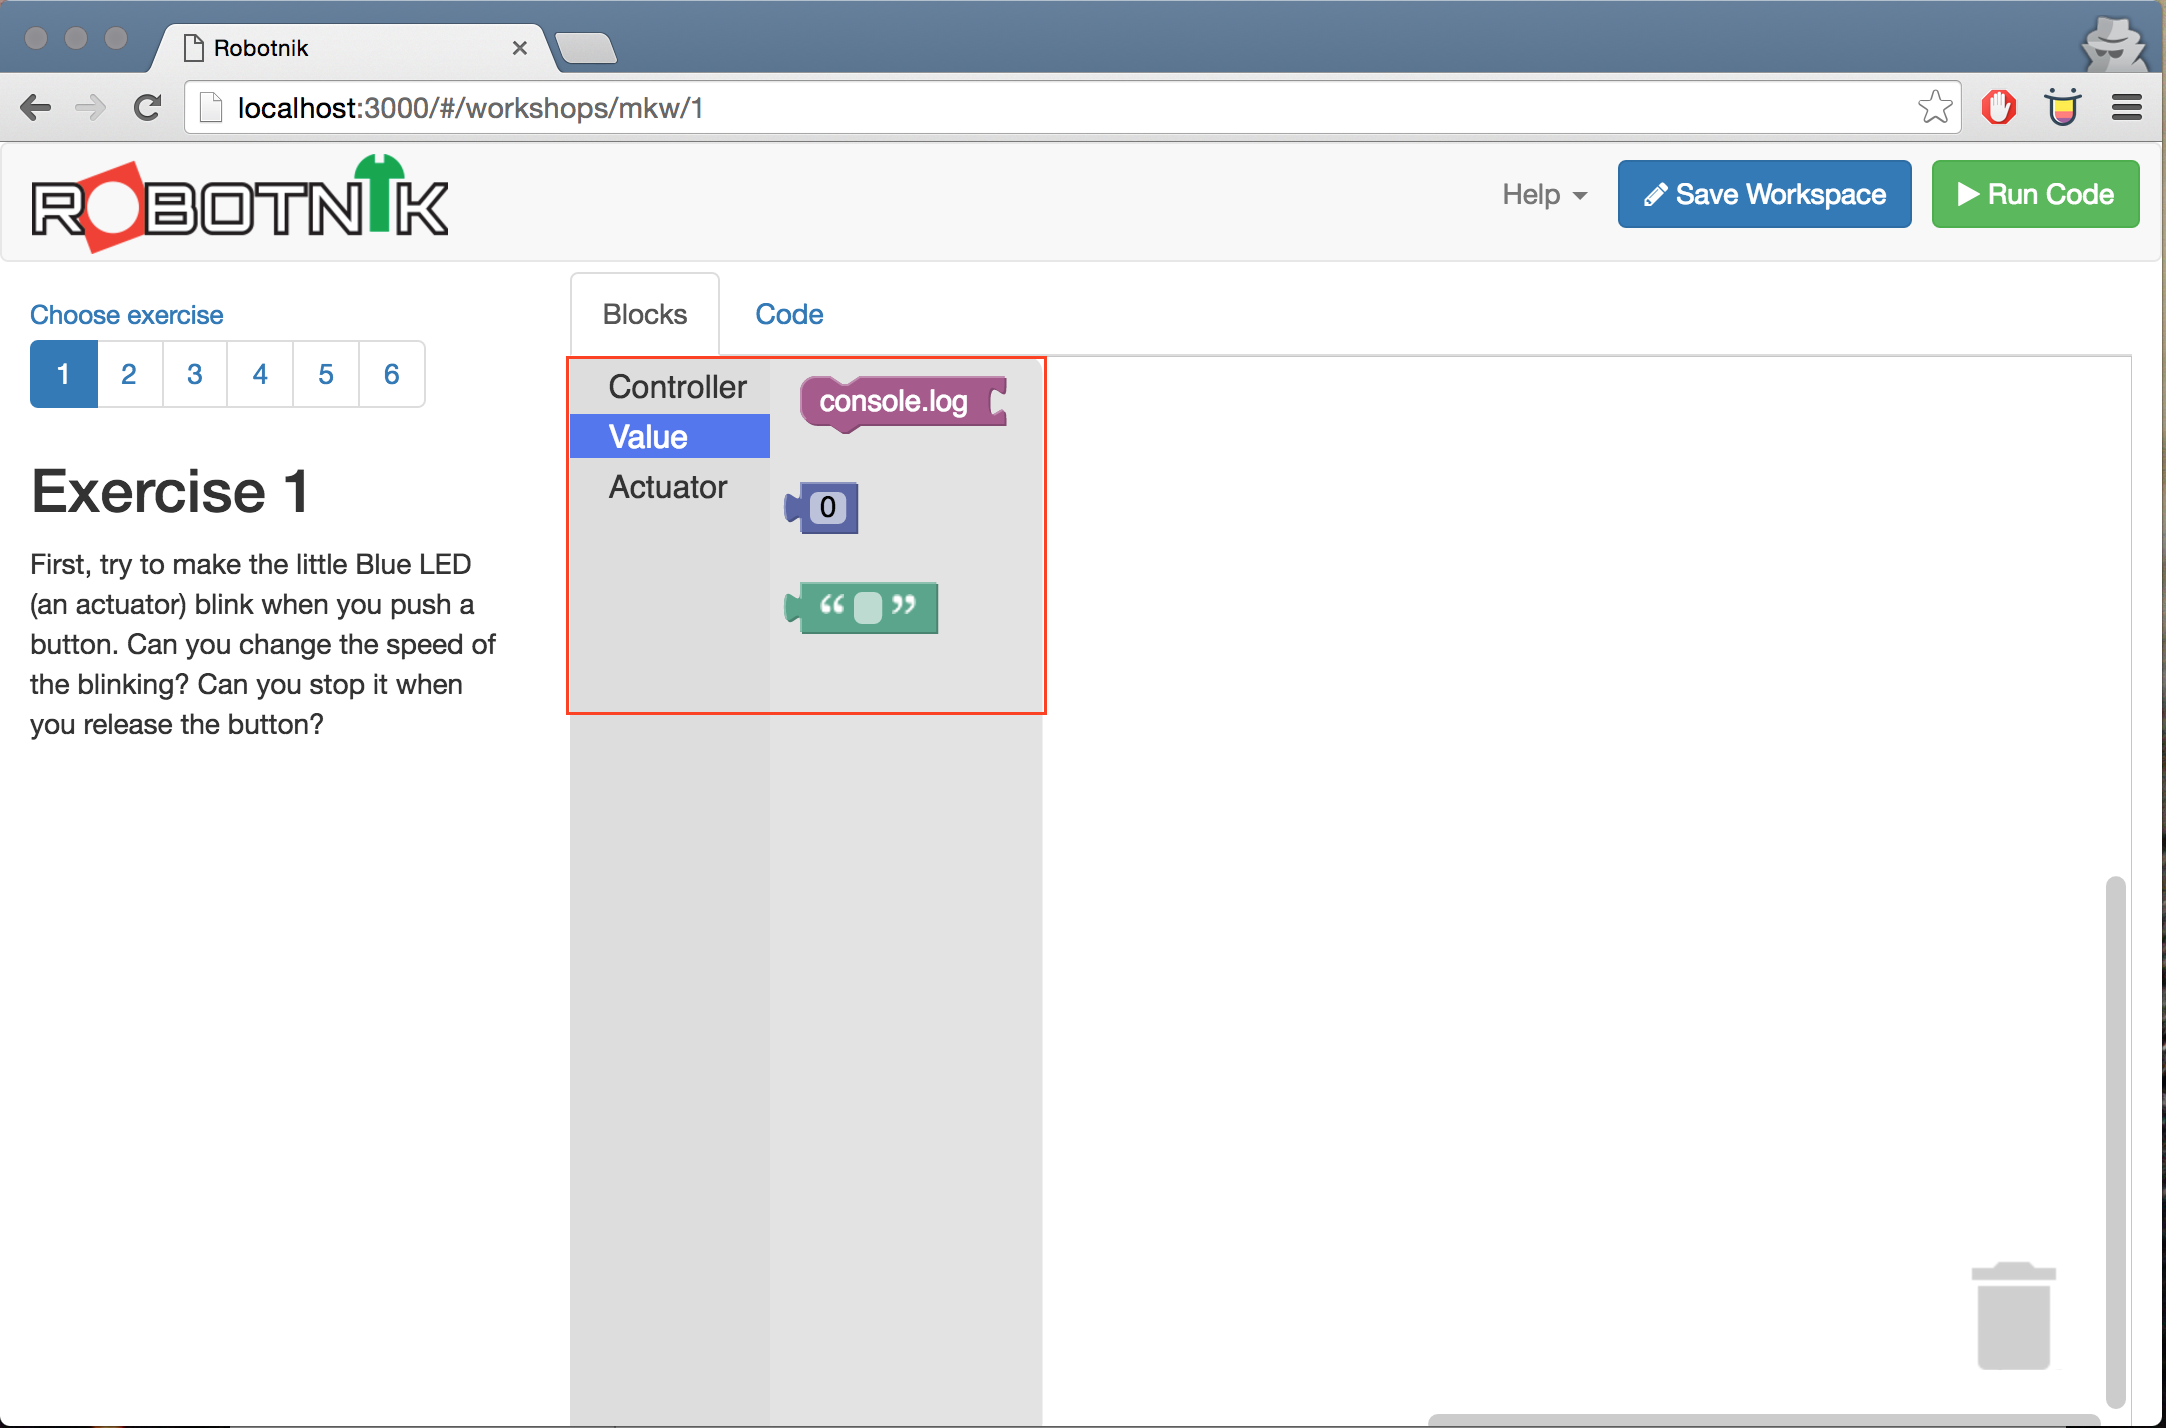 Robotnik
localhost:3000/#/workshops/mkw/1
ROBOTNIK
Help
Save Workspace
Run Code
Choose exercise
1 2 3 4 5 6
Blocks
Code
Exercise 1
First, try to make the little Blue LED
(an actuator) blink when you push a
button. Can you change the speed of
the blinking? Can you stop it when
you release the button?
Controller
Value
Actuator
console.log
0
“ ”